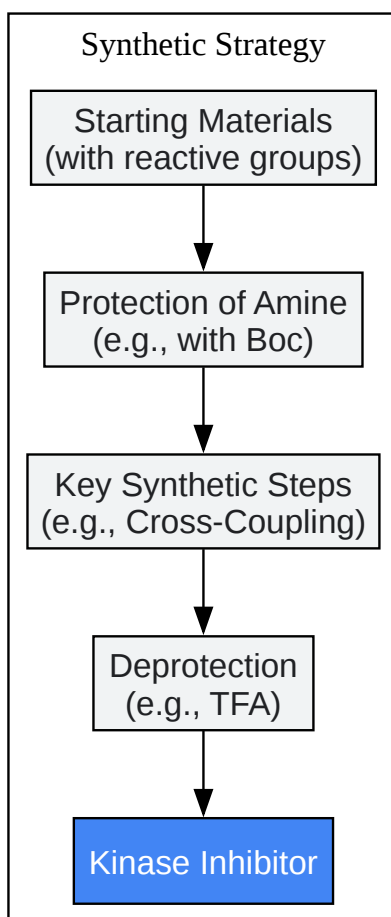 Synthetic Strategy
Starting Materials
(with reactive groups)
Protection of Amine
(e.g., with Boc)
Key Synthetic Steps
(e.g., Cross-Coupling)
Deprotection
(e.g., TFA)
Kinase Inhibitor